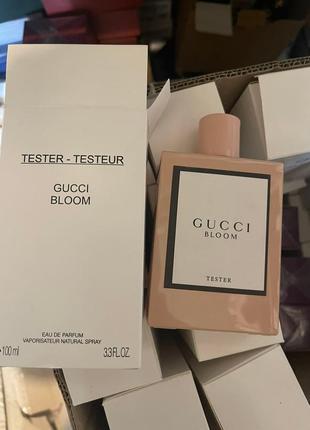 TESTER - TESTEUR
GUCCI
BLOOM
EAU DE PARFUM
VAPORISATEUR NATURAL SPRAY
100 ml 3.3 FL.OZ.
GUCCI
BLOOM
TESTER